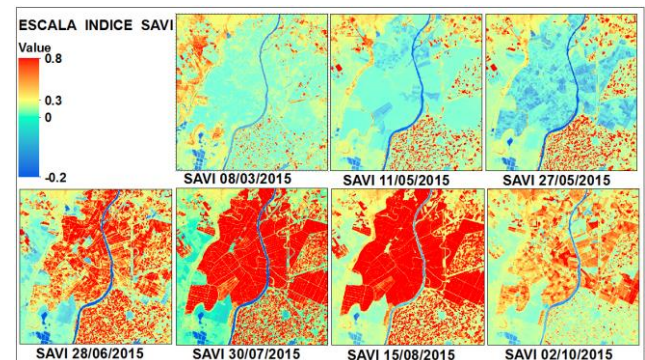 ESCALA INDICE SAVI
Value
0.8
0.3
0
-0.2
SAVI 08/03/2015
SAVI 11/05/2015
SAVI 27/05/2015
SAVI 28/06/2015
SAVI 30/07/2015
SAVI 15/08/2015
SAVI 02/10/2015